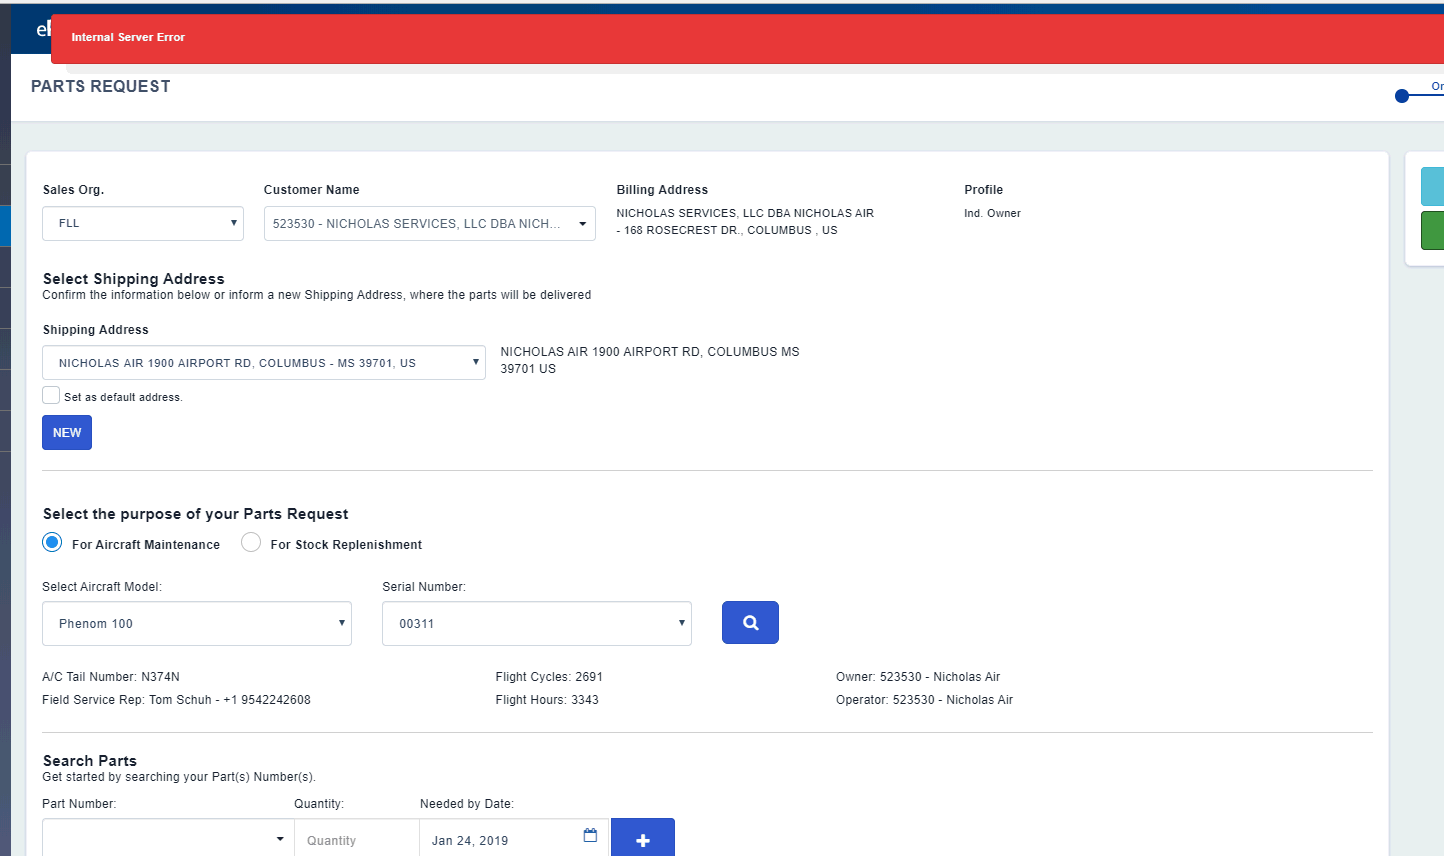 Internal Server Error
PARTS REQUEST
Sales Org.
Customer Name
Billing Address
Profile
FLL
523530 - NICHOLAS SERVICES, LLC DBA NICH...
NICHOLAS SERVICES, LLC DBA NICHOLAS AIR
- 168 ROSECREST DR., COLUMBUS , US
Ind. Owner
Select Shipping Address
Confirm the information below or inform a new Shipping Address, where the parts will be delivered
Shipping Address
NICHOLAS AIR 1900 AIRPORT RD, COLUMBUS - MS 39701, US
NICHOLAS AIR 1900 AIRPORT RD, COLUMBUS MS
39701 US
Set as default address.
NEW
Select the purpose of your Parts Request
For Aircraft Maintenance
For Stock Replenishment
Select Aircraft Model:
Serial Number:
Phenom 100
00311
A/C Tail Number: N374N
Flight Cycles: 2691
Owner: 523530 - Nicholas Air
Field Service Rep: Tom Schuh - +1 9542242608
Flight Hours: 3343
Operator: 523530 - Nicholas Air
Search Parts
Get started by searching your Part(s) Number(s).
Part Number:
Quantity:
Needed by Date:
Quantity
Jan 24, 2019